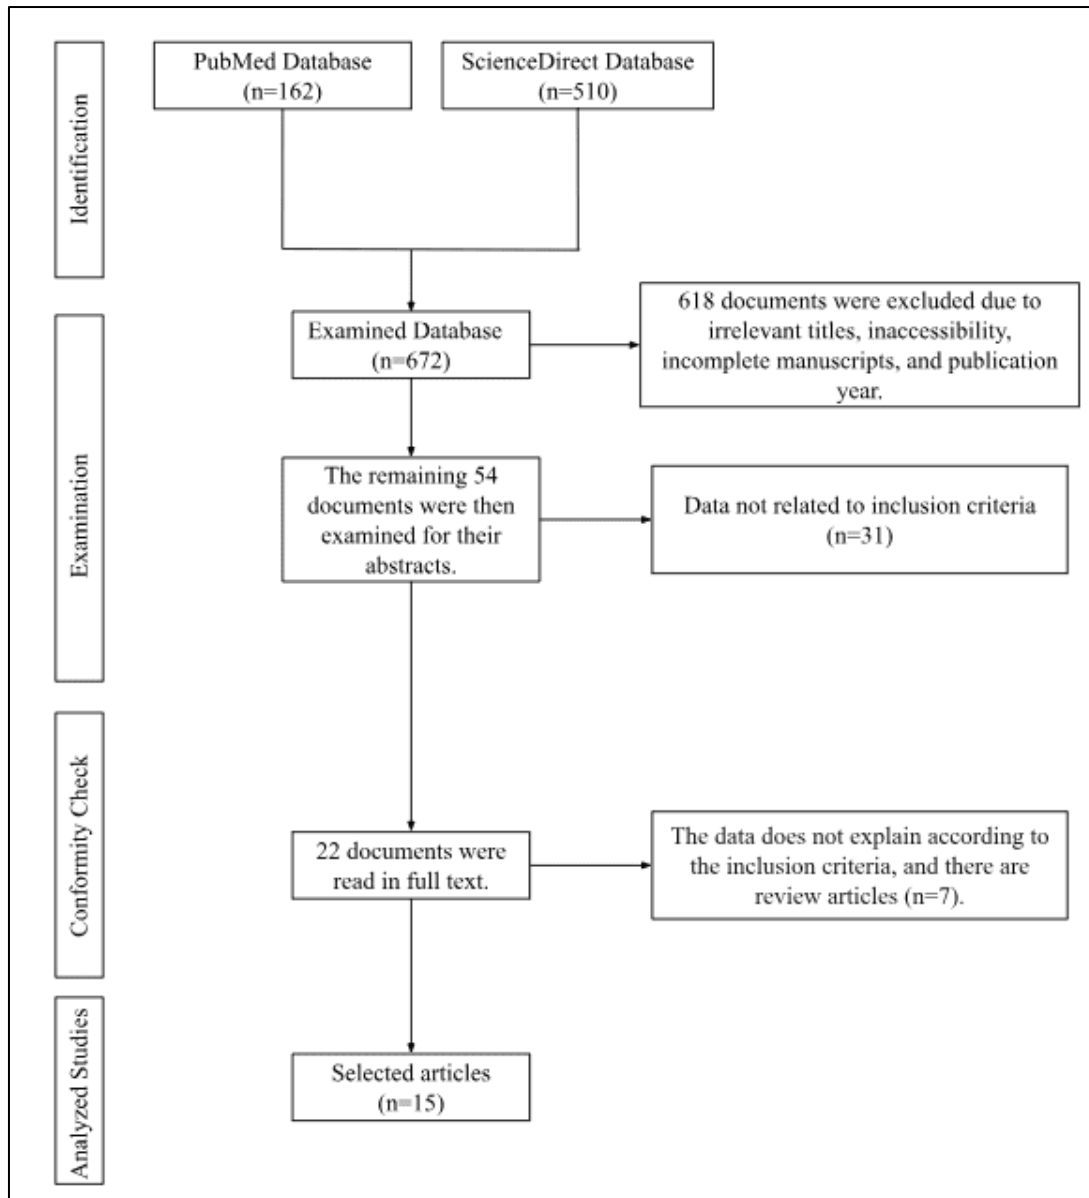 Identification
PubMed Database
(n=162)
ScienceDirect Database
(n=510)
Examination
Examined Database
(n=672)
618 documents were excluded due to
irrelevant titles, inaccessibility,
incomplete manuscripts, and publication
year.
The remaining 54
documents were then
examined for their
abstracts.
Data not related to inclusion criteria
(n=31)
Conformity Check
22 documents were
read in full text.
The data does not explain according to
the inclusion criteria, and there are
review articles (n=7).
Analyzed Studies
Selected articles
(n=15)